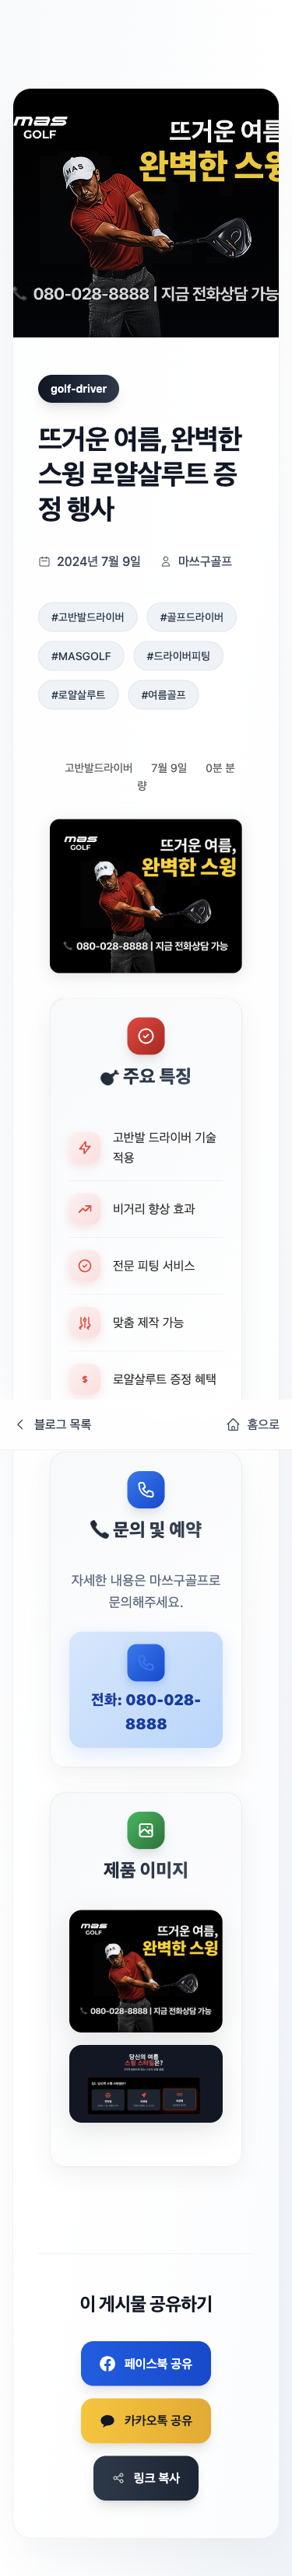 mas
GOLF
뜨거운 여름
완벽한 스윙
080-028-8888 | 지금 전화상담 가능
golf-driver
뜨거운 여름, 완벽한
스윙 로얄살루트 증
정 행사
2024년 7월 9일 마쓰구골프
#고반발드라이버 #골프드라이버
#MASGOLF #드라이버피팅
#로얄살루트 #여름골프
고반발드라이버 7월 9일 0분 분
량
mas
GOLF
뜨거운 여름,
완벽한 스윙
080-028-8888 | 지금 전화상담 가능
주요 특징
고반발 드라이버 기술
적용
비거리 향상 효과
전문 피팅 서비스
맞춤 제작 가능
로얄살루트 증정 혜택
블로그 목록 홈으로
문의 및 예약
자세한 내용은 마쓰구골프로
문의해주세요.
전화: 080-028-
8888
제품 이미지
mas
GOLF
뜨거운 여름,
완벽한 스윙
080-028-8888 | 지금 전화상담 가능
당신의 여름
스윙 스타일은?
이 게시물 공유하기
페이스북 공유
카카오톡 공유
링크 복사